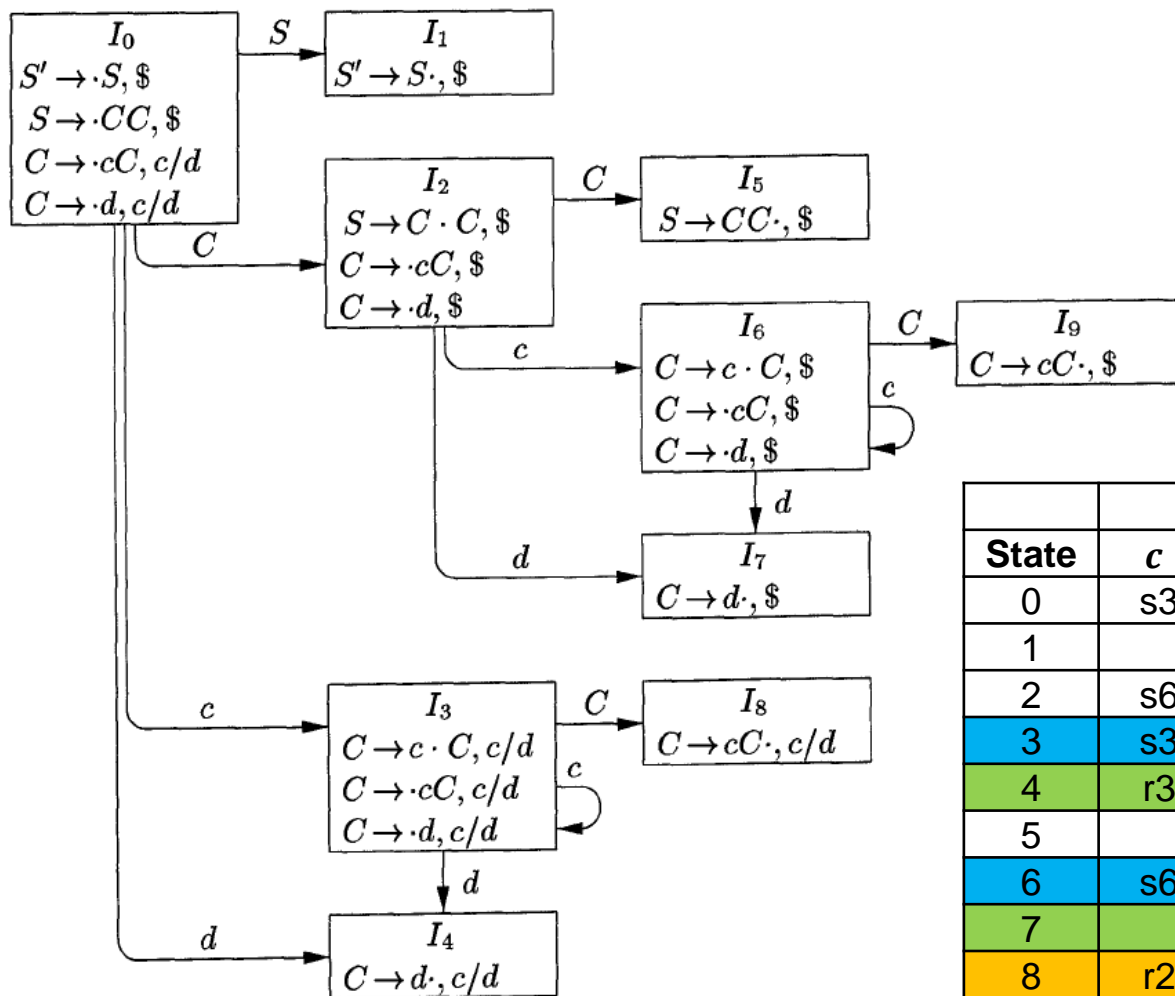 I₀
S' → ·S, $
S → ·CC, $
C → ·cC, c/d
C → ·d, c/d
S
I₁
S' → S·, $
C
I₂
S → C · C, $
C → ·cC, $
C → ·d, $
C
I₅
S → CC·, $
c
I₆
C → c · C, $
C → ·cC, $
C → ·d, $
C
I₉
C → cC·, $
c
d
d
I₇
C → d·, $
c
I₃
C → c · C, c/d
C → ·cC, c/d
C → ·d, c/d
C
I₈
C → cC·, c/d
c
d
d
I₄
C → d·, c/d
State c
0 s3
1
2 s6
3 s3
4 r3
5
6 s6
7
8 r2